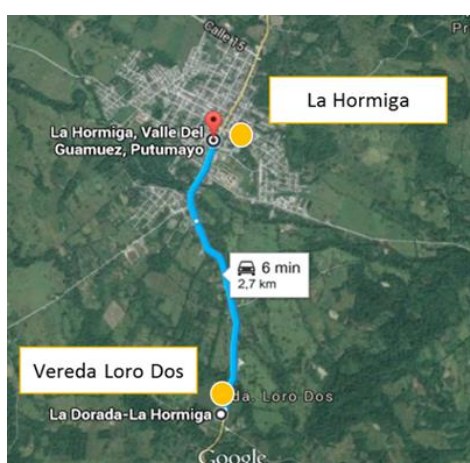 Calle 15
Pr
La Hormiga
La Hormiga, Valle Del
Guamuez, Putumayo
6 min
2,7 km
Vereda Loro Dos
da. Loro Dos
La Dorada-La Hormiga
Google